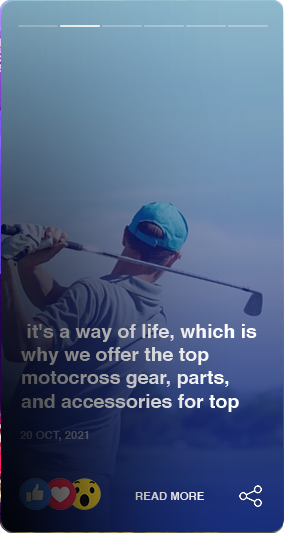 it's a way of life, which is
why we offer the top
motocross gear, parts,
and accessories for top
20 OCT, 2021
READ MORE